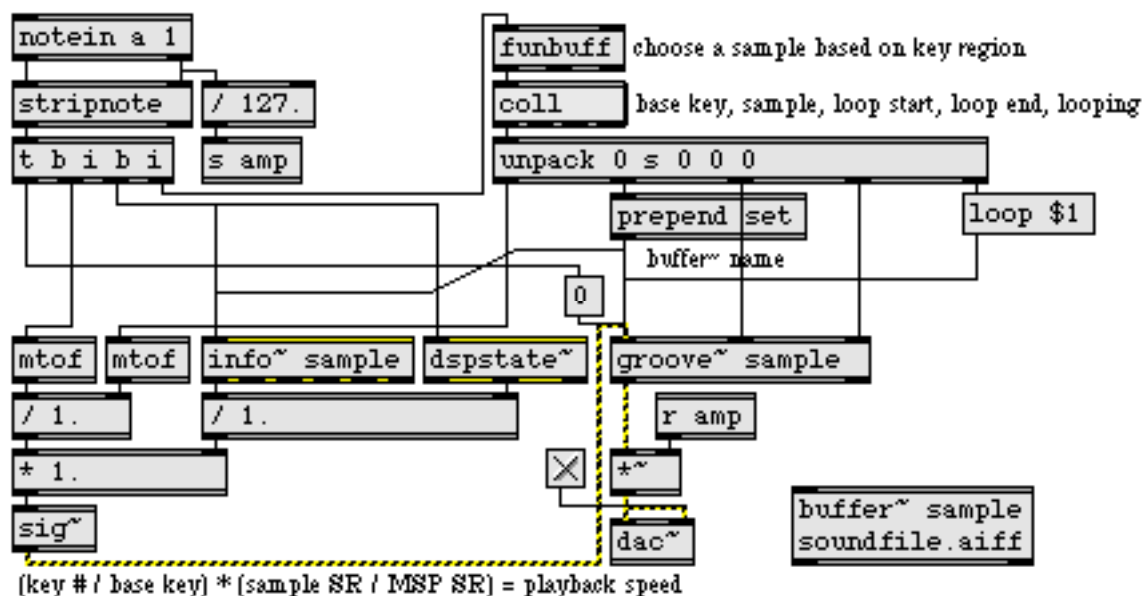 notein a 1
funbuff
choose a sample based on key region
stripnote
/ 127.
coll
base key, sample, loop start, loop end, looping
t b i b i
s amp
unpack 0 s 0 0 0
prepend set
loop $1
buffer~ name
0
mtof
mtof
info~ sample
dspstate~
groove~ sample
/ 1.
/ 1.
r amp
* 1.
*~
sig~
dac~
buffer~ sample
soundfile.aiff
(key # / base key) * (sample SR / MSP SR) = playback speed